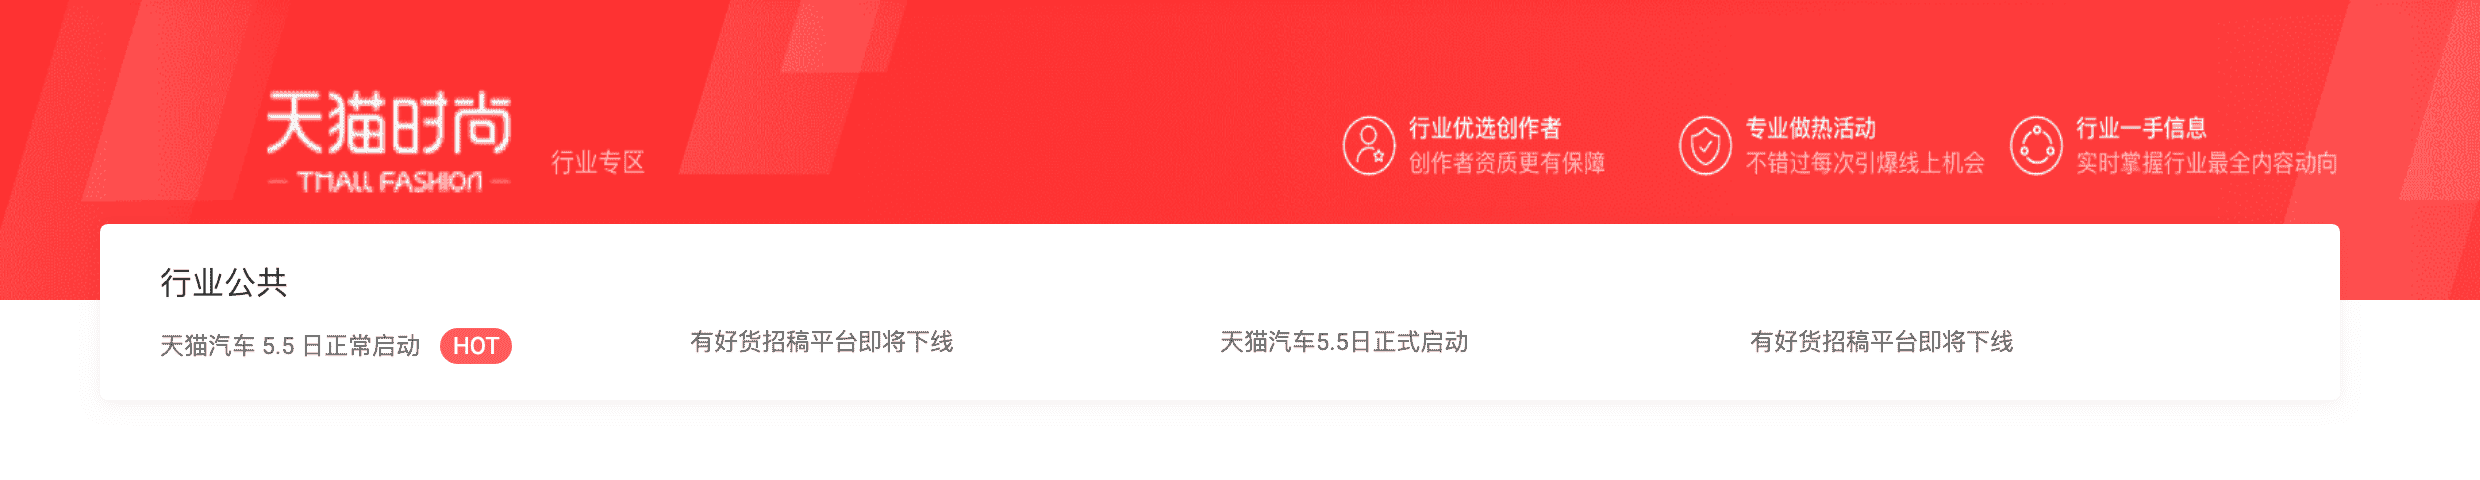 天猫时尚
TMALL FASHION
行业专区
行业优选创作者
创作者资质更有保障
专业做热活动
不错过每次引爆线上机会
行业一手信息
实时掌握行业最全内容动向
行业公共
天猫汽车 5.5 日正常启动 HOT
有好货招稿平台即将下线
天猫汽车5.5日正式启动
有好货招稿平台即将下线